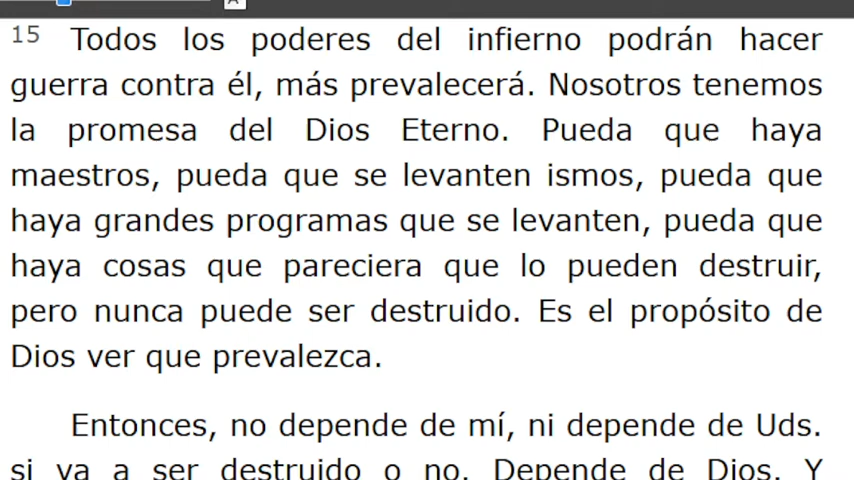 15 Todos los poderes del infierno podrán hacer
guerra contra él, más prevalecerá. Nosotros tenemos
la promesa del Dios Eterno. Pueda que haya
maestros, pueda que se levanten ismos, pueda que
haya grandes programas que se levanten, pueda que
haya cosas que pareciera que lo pueden destruir,
pero nunca puede ser destruido. Es el propósito de
Dios ver que prevalezca.
Entonces, no depende de mí, ni depende de Uds.
si va a ser destruido o no. Depende de Dios. Y